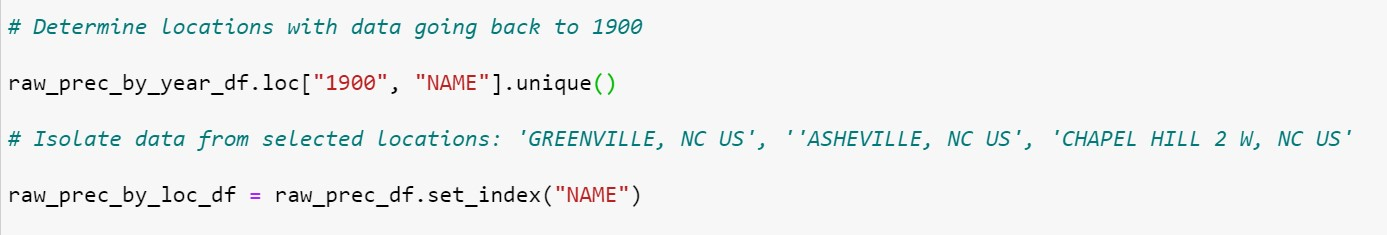 # Determine locations with data going back to 1900
raw_prec_by_year_df.loc["1900", "NAME"].unique()
# Isolate data from selected locations: 'GREENVILLE, NC US', ''ASHEVILLE, NC US', 'CHAPEL HILL 2 W, NC US'
raw_prec_by_loc_df = raw_prec_df.set_index("NAME")